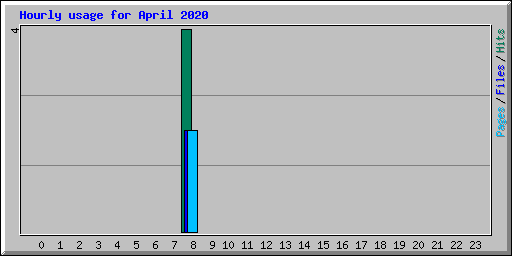 Hourly usage for April 2020
4
Pages/Files/Hits
0 1 2 3 4 5 6 7 8 9 10 11 12 13 14 15 16 17 18 19 20 21 22 23